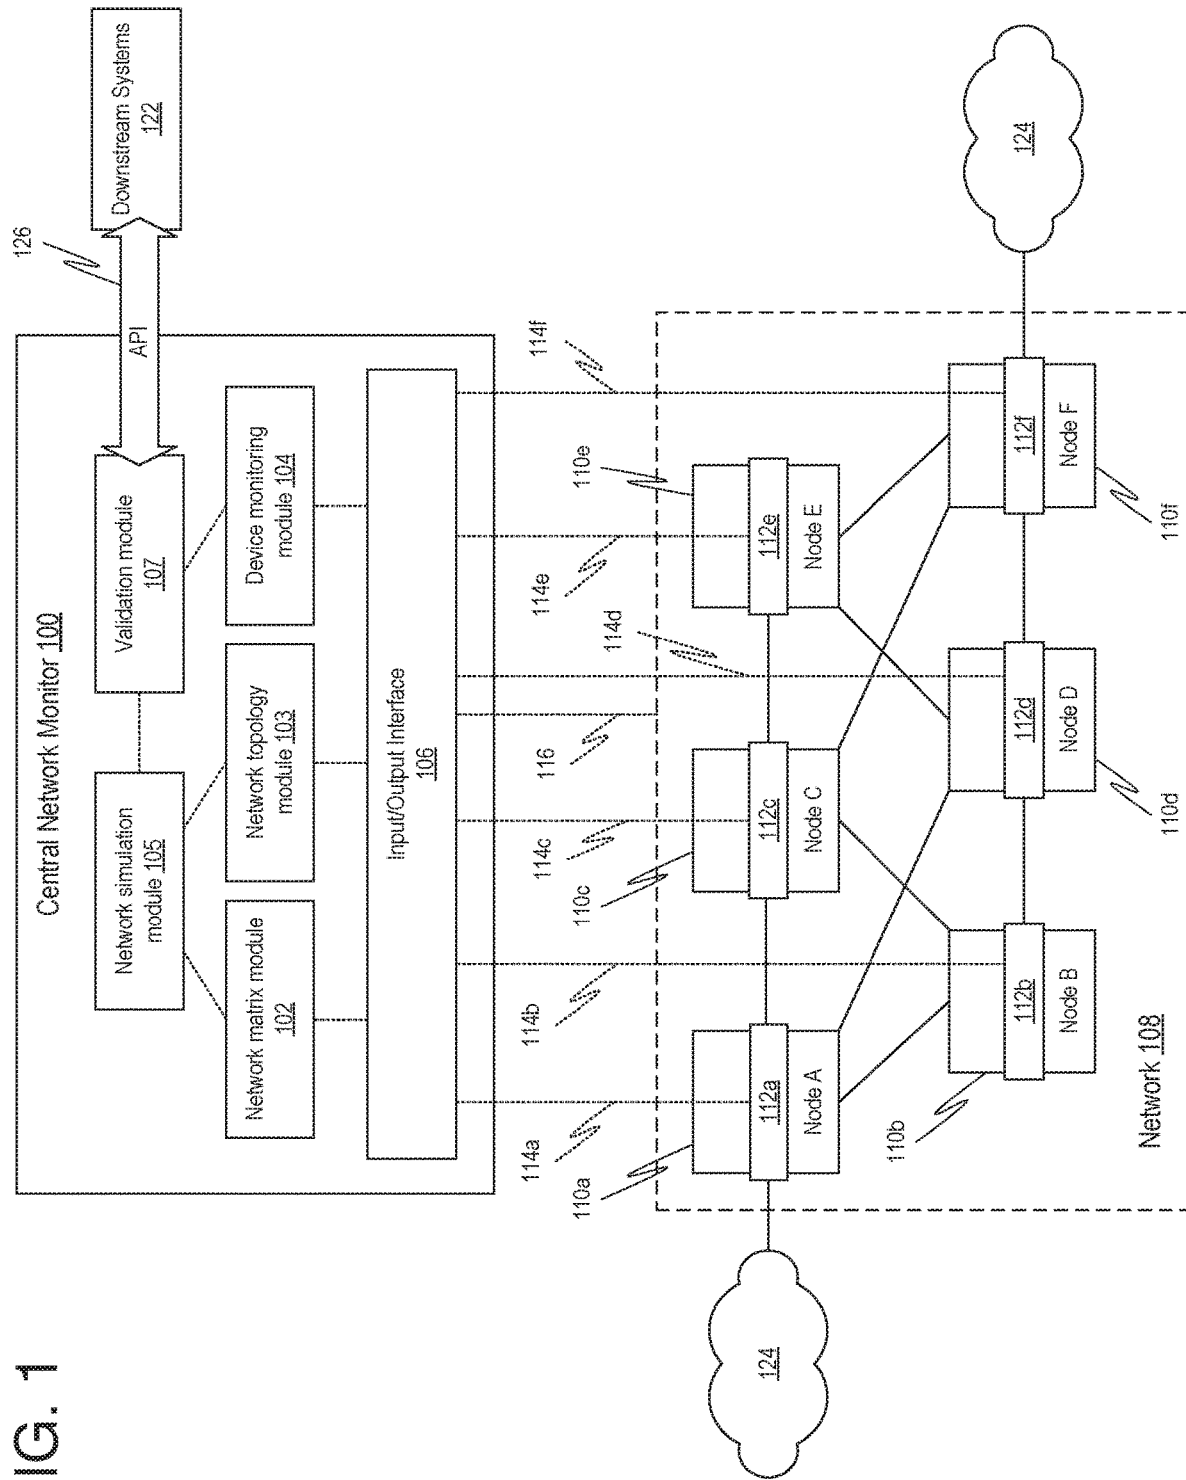 IG. 1
Central Network Monitor 100
Network simulation
module 105
Validation module
107
API
126
Downstream Systems
122
Network matrix module
102
Network topology
module 103
Device monitoring
module 104
Input/Output Interface
106
114a
114b
114c
116
114d
114e
114f
110a
110c
110e
124
112a
Node A
112c
Node C
112e
Node E
110b
112b
Node B
110d
112d
Node D
110f
112f
Node F
124
Network 108